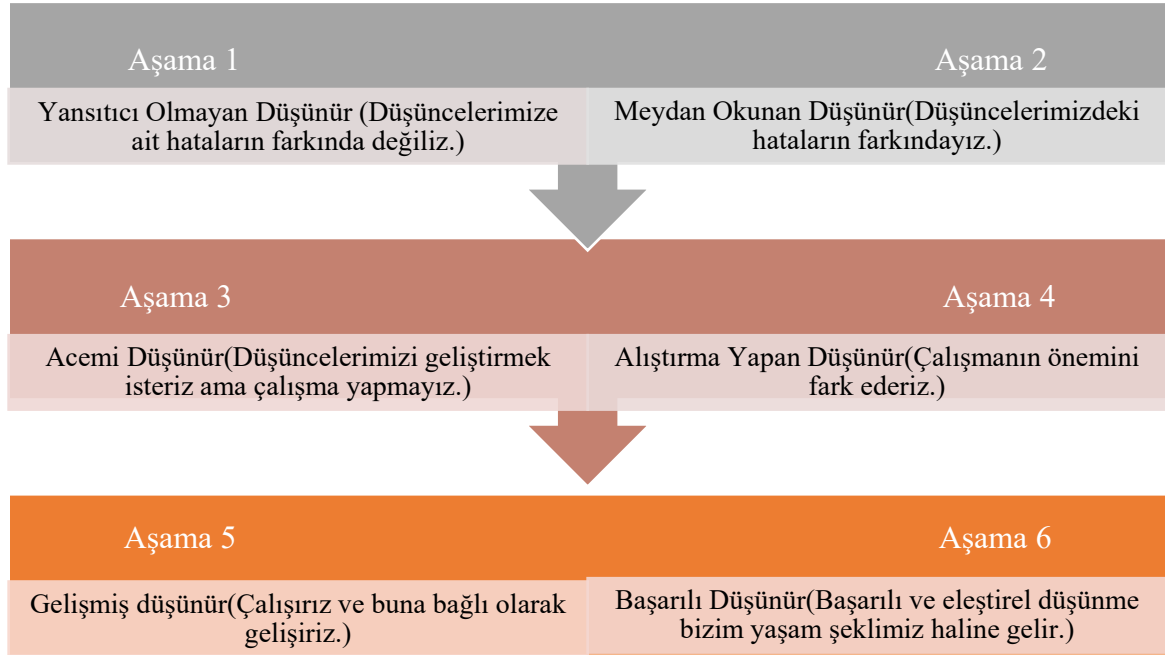 Aşama 1
Aşama 2
Yansıtıcı Olmayan Düşünür (Düşüncelerimize
ait hataların farkında değiliz.)
Meydan Okunan Düşünür(Düşüncelerimizdeki
hataların farkındayız.)
Aşama 3
Aşama 4
Acemi Düşünür(Düşüncelerimizi geliştirmek
isteriz ama çalışma yapmayız.)
Alıştırma Yapan Düşünür(Çalışmanın önemini
fark ederiz.)
Aşama 5
Aşama 6
Gelişmiş düşünür(Çalışırız ve buna bağlı olarak
gelişiriz.)
Başarılı Düşünür(Başarılı ve eleştirel düşünme
bizim yaşam şeklimiz haline gelir.)